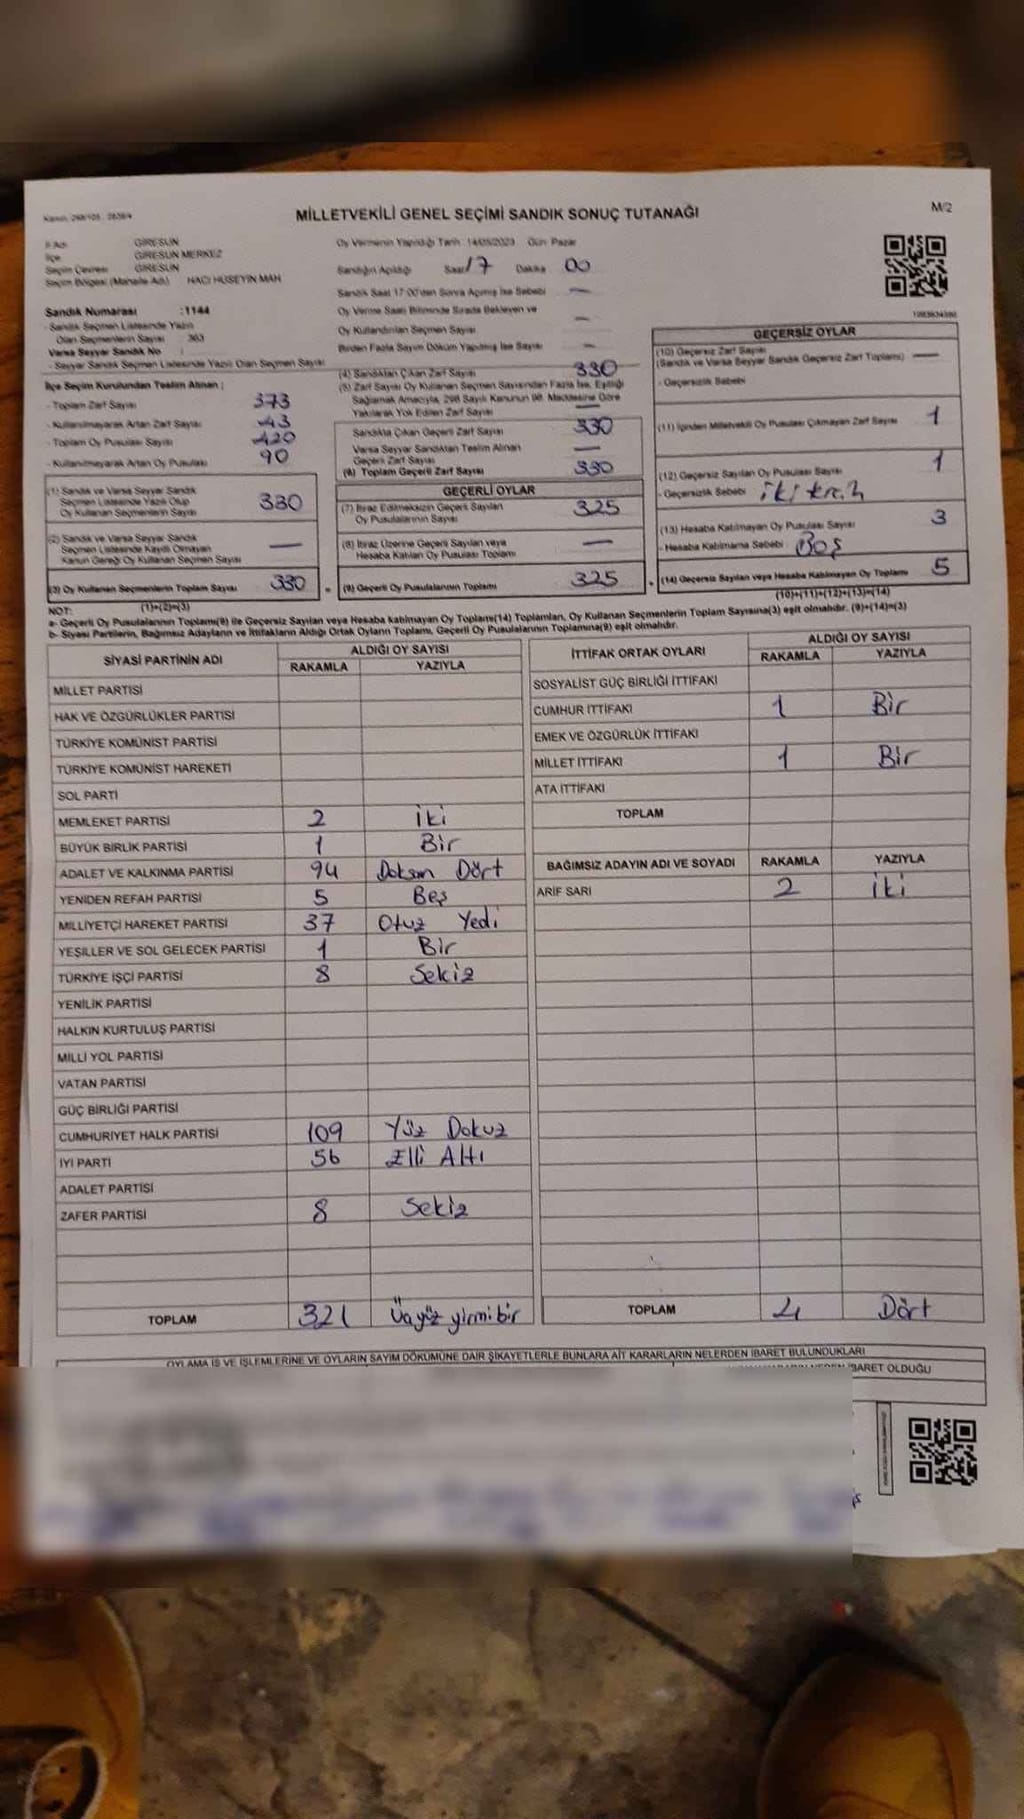 MİLLETVEKİLİ GENEL SEÇİMİ SANDIK SONUÇ TUTANAĞI
M/2
İl Adı GİRESUN
İlçe GİRESUN MERKEZ
Seçim Çevresi GİRESUN
Seçim Bölgesi (Mahalle Adı) HACI HÜSEYİN MAH
Sandık Numarası :1144
- Sandık Seçmen Listesinde Yazılı
Olan Seçmenlerin Sayısı 363
Varsa Seyyar Sandık No
- Seyyar Sandık Seçmen Listesinde Yazılı Olan Seçmen Sayısı
İlçe Seçim Kurulundan Teslim Alınan ;
- Toplam Zarf Sayısı 373
- Kullanılmayarak Artan Zarf Sayısı 43
- Toplam Oy Pusulası Sayısı 420
- Kullanılmayarak Artan Oy Pusulası 90
(1) Sandık ve Varsa Seyyar Sandık
Seçmen Listesinde Yazılı Olup
Oy Kullanan Seçmenlerin Sayısı 330
(2) Sandık ve Varsa Seyyar Sandık
Seçmen Listesinde Kaydı Olmayan
Kanun Gereği Oy Kullanan Seçmen Sayısı —
(3) Oy Kullanan Seçmenlerin Toplam Sayısı 330
(1)+(2)=(3)
Oy Vermenin Yapıldığı Tarih : 14/05/2023 Gün: Pazar
Sandığın Açıldığı Saat 17 Dakika 00
Sandık Saat 17:00'den Sonra Açılmış İse Sebebi —
Oy Verme Saati Bitiminde Sırada Bekleyen ve
Oy Kullandırılan Seçmen Sayısı —
Birden Fazla Sayım Döküm Yapılmış İse Sayısı —
(4) Sandıktan Çıkan Zarf Sayısı 330
(5) Zarf Sayısı Oy Kullanan Seçmen Sayısından Fazla İse, Eşitliği
Sağlamak Amacıyla, 298 Sayılı Kanunun 98. Maddesine Göre
Yakılarak Yok Edilen Zarf Sayısı —
Sandıkta Çıkan Geçerli Zarf Sayısı 330
Varsa Seyyar Sandıktan Teslim Alınan
Geçerli Zarf Sayısı —
(6) Toplam Geçerli Zarf Sayısı 330
GEÇERLİ OYLAR
(7) İtiraz Edilmeksizin Geçerli Sayılan
Oy Pusulalarının Sayısı 325
(8) İtiraz Üzerine Geçerli Sayılan veya
Hesaba Katılan Oy Pusulası Toplamı —
(9) Geçerli Oy Pusulalarının Toplamı 325
GEÇERSİZ OYLAR
(10) Geçersiz Zarf Sayısı
(Sandık ve Varsa Seyyar Sandık Geçersiz Zarf Toplamı) —
- Geçersizlik Sebebi
(11) İçinden Milletvekili Oy Pusulası Çıkmayan Zarf Sayısı 1
(12) Geçersiz Sayılan Oy Pusulası Sayısı 1
- Geçersizlik Sebebi iki
(13) Hesaba Katılmayan Oy Pusulası Sayısı 3
- Hesaba Katılmama Sebebi Boş
(14) Geçersiz Sayılan veya Hesaba Katılmayan Oy Toplamı 5
(10)+(11)+(12)+(13)=(14)
NOT:
a- Geçerli Oy Pusulalarının Toplamı(9) ile Geçersiz Sayılan veya Hesaba Katılmayan Oy Toplamı(14) Toplamları, Oy Kullanan Seçmenlerin Toplam Sayısına(3) eşit olmalıdır. (9)+(14)=(3)
b- Siyasi Partilerin, Bağımsız Adayların ve İttifakların Aldığı Ortak Oyların Toplamı, Geçerli Oy Pusulalarının Toplamına(9) eşit olmalıdır.
SİYASİ PARTİNİN ADI ALDIĞI OY SAYISI
RAKAMLA YAZIYLA
MİLLET PARTİSİ
HAK VE ÖZGÜRLÜKLER PARTİSİ
TÜRKİYE KOMÜNİST PARTİSİ
TÜRKİYE KOMÜNİST HAREKETİ
SOL PARTİ
MEMLEKET PARTİSİ 2 İki
BÜYÜK BİRLİK PARTİSİ 1 Bir
ADALET VE KALKINMA PARTİSİ 94 Doksan Dört
YENİDEN REFAH PARTİSİ 5 Beş
MİLLİYETÇİ HAREKET PARTİSİ 37 Otuz Yedi
YEŞİLLER VE SOL GELECEK PARTİSİ 1 Bir
TÜRKİYE İŞÇİ PARTİSİ 8 Sekiz
YENİLİK PARTİSİ
HALKIN KURTULUŞ PARTİSİ
MİLLİ YOL PARTİSİ
VATAN PARTİSİ
GÜÇ BİRLİĞİ PARTİSİ
CUMHURİYET HALK PARTİSİ 109 Yüz Dokuz
İYİ PARTİ 56 Elli Altı
ADALET PARTİSİ
ZAFER PARTİSİ 8 Sekiz
TOPLAM 321 Üçyüz yirmi bir
İTTİFAK ORTAK OYLARI ALDIĞI OY SAYISI
RAKAMLA YAZIYLA
SOSYALİST GÜÇ BİRLİĞİ İTTİFAKI
CUMHUR İTTİFAKI 1 Bir
EMEK VE ÖZGÜRLÜK İTTİFAKI
MİLLET İTTİFAKI 1 Bir
ATA İTTİFAKI
TOPLAM
BAĞIMSIZ ADAYIN ADI VE SOYADI RAKAMLA YAZIYLA
ARİF SARI 2 İki
TOPLAM 4 Dört
OYLAMA İŞ VE İŞLEMLERİNE VE OYLARIN SAYIM DÖKÜMÜNE DAİR ŞİKAYETLERLE BUNLARA AİT KARARLARIN NELERDEN İBARET BULUNDUKLARI
İBARET OLDUĞU